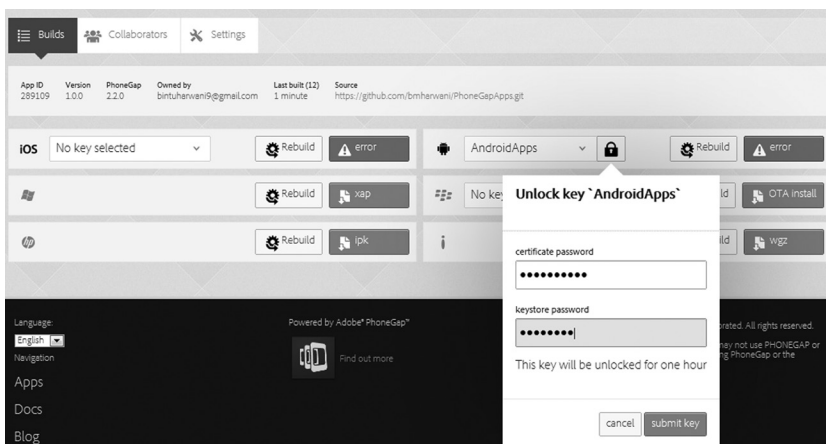 Builds Collaborators Settings
App ID Version PhoneGap Owned by Last built (12) Source
289109 1.0.0 2.2.0 bintuharwani9@gmail.com 1 minute https://github.com/bmharwani/PhoneGapApps.git
iOS No key selected Rebuild error AndroidApps Rebuild error
Rebuild xap No key ld OTA install
hp Rebuild ipk i ild wgz
Unlock key `AndroidApps`
certificate password
••••••••••
keystore password
••••••••
This key will be unlocked for one hour
cancel submit key
Language:
English
Navigation
Apps
Docs
Blog
Powered by Adobe® PhoneGap™
Find out more
orated. All rights reserved.
may not use PHONEGAP or
ng PhoneGap or the